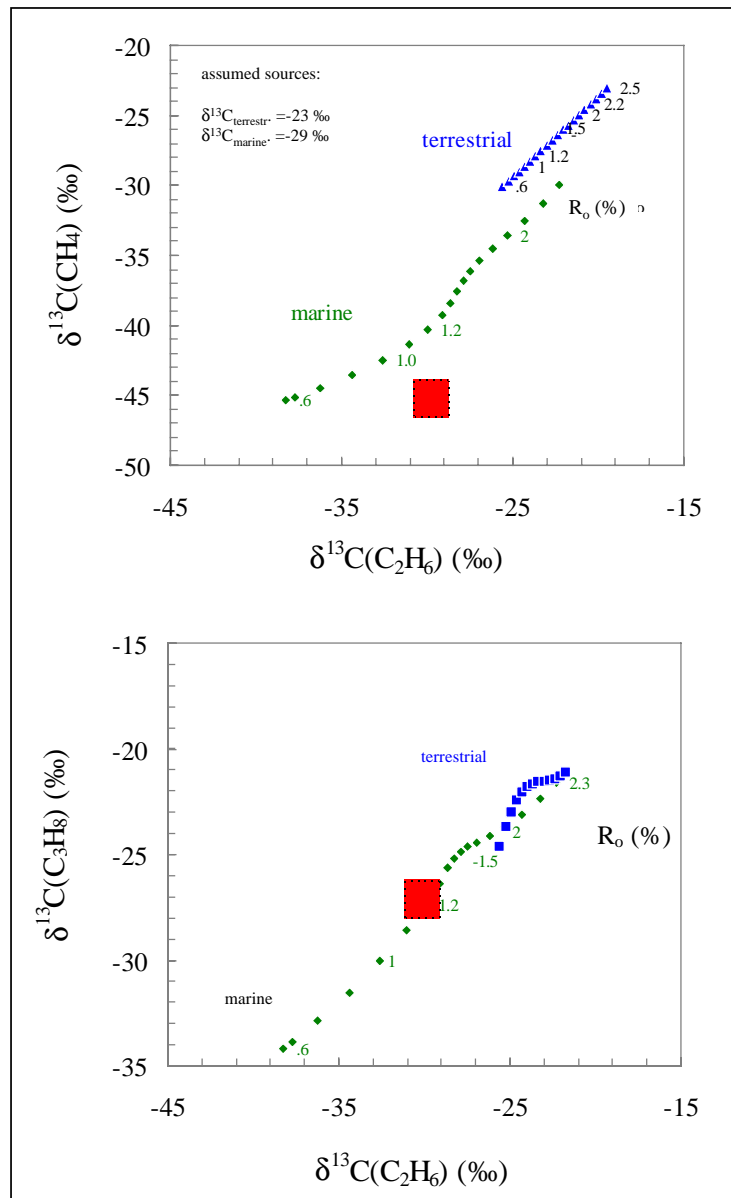 -20
assumed sources:
δ¹³C_terrestr. =-23 ‰
δ¹³C_marine. =-29 ‰
-25
terrestrial
2.5
2.2
2
1.5
1.2
1
.6
-30
Rₒ (%) o
2
-35
marine
-40
1.2
1.0
-45
.6
-50
-45 -35 -25 -15
δ¹³C(CH₄) (‰)
δ¹³C(C₂H₆) (‰)
-15
-20
terrestrial
2.3
Rₒ (%)
2
-25
-1.5
1.2
1
-30
marine
.6
-35
-45 -35 -25 -15
δ¹³C(C₃H₈) (‰)
δ¹³C(C₂H₆) (‰)